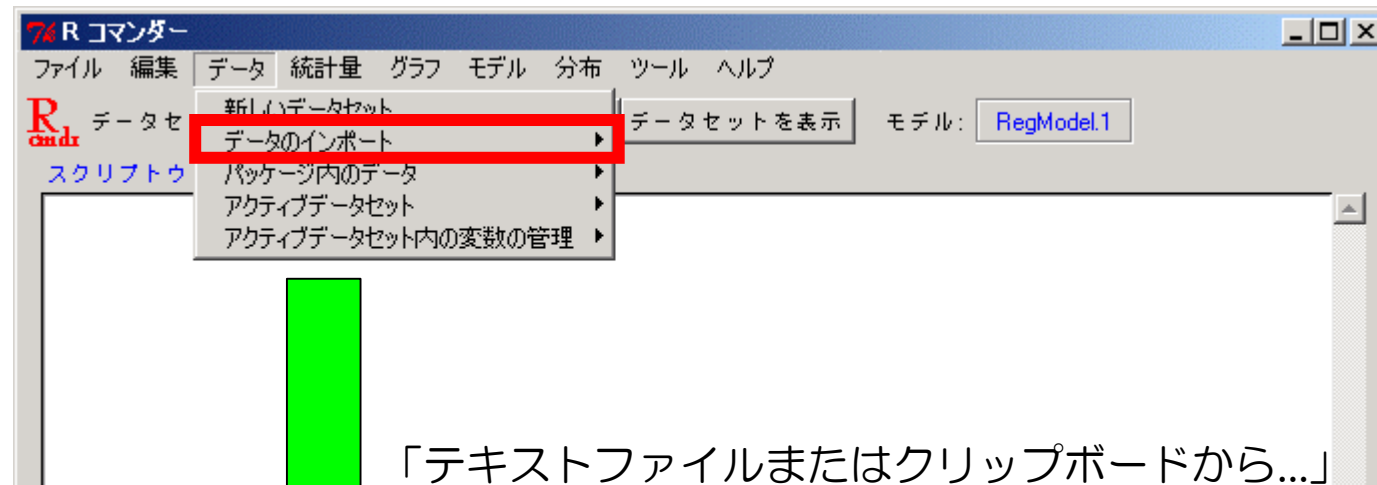 R コマンダー
ファイル 編集 データ 統計量 グラフ モデル 分布 ツール ヘルプ
R cmdr データセ データセットを表示 モデル: RegModel.1
新しいデータセット
データのインポート
スクリプトウ
パッケージ内のデータ
アクティブデータセット
アクティブデータセット内の変数の管理
「テキストファイルまたはクリップボードから...」